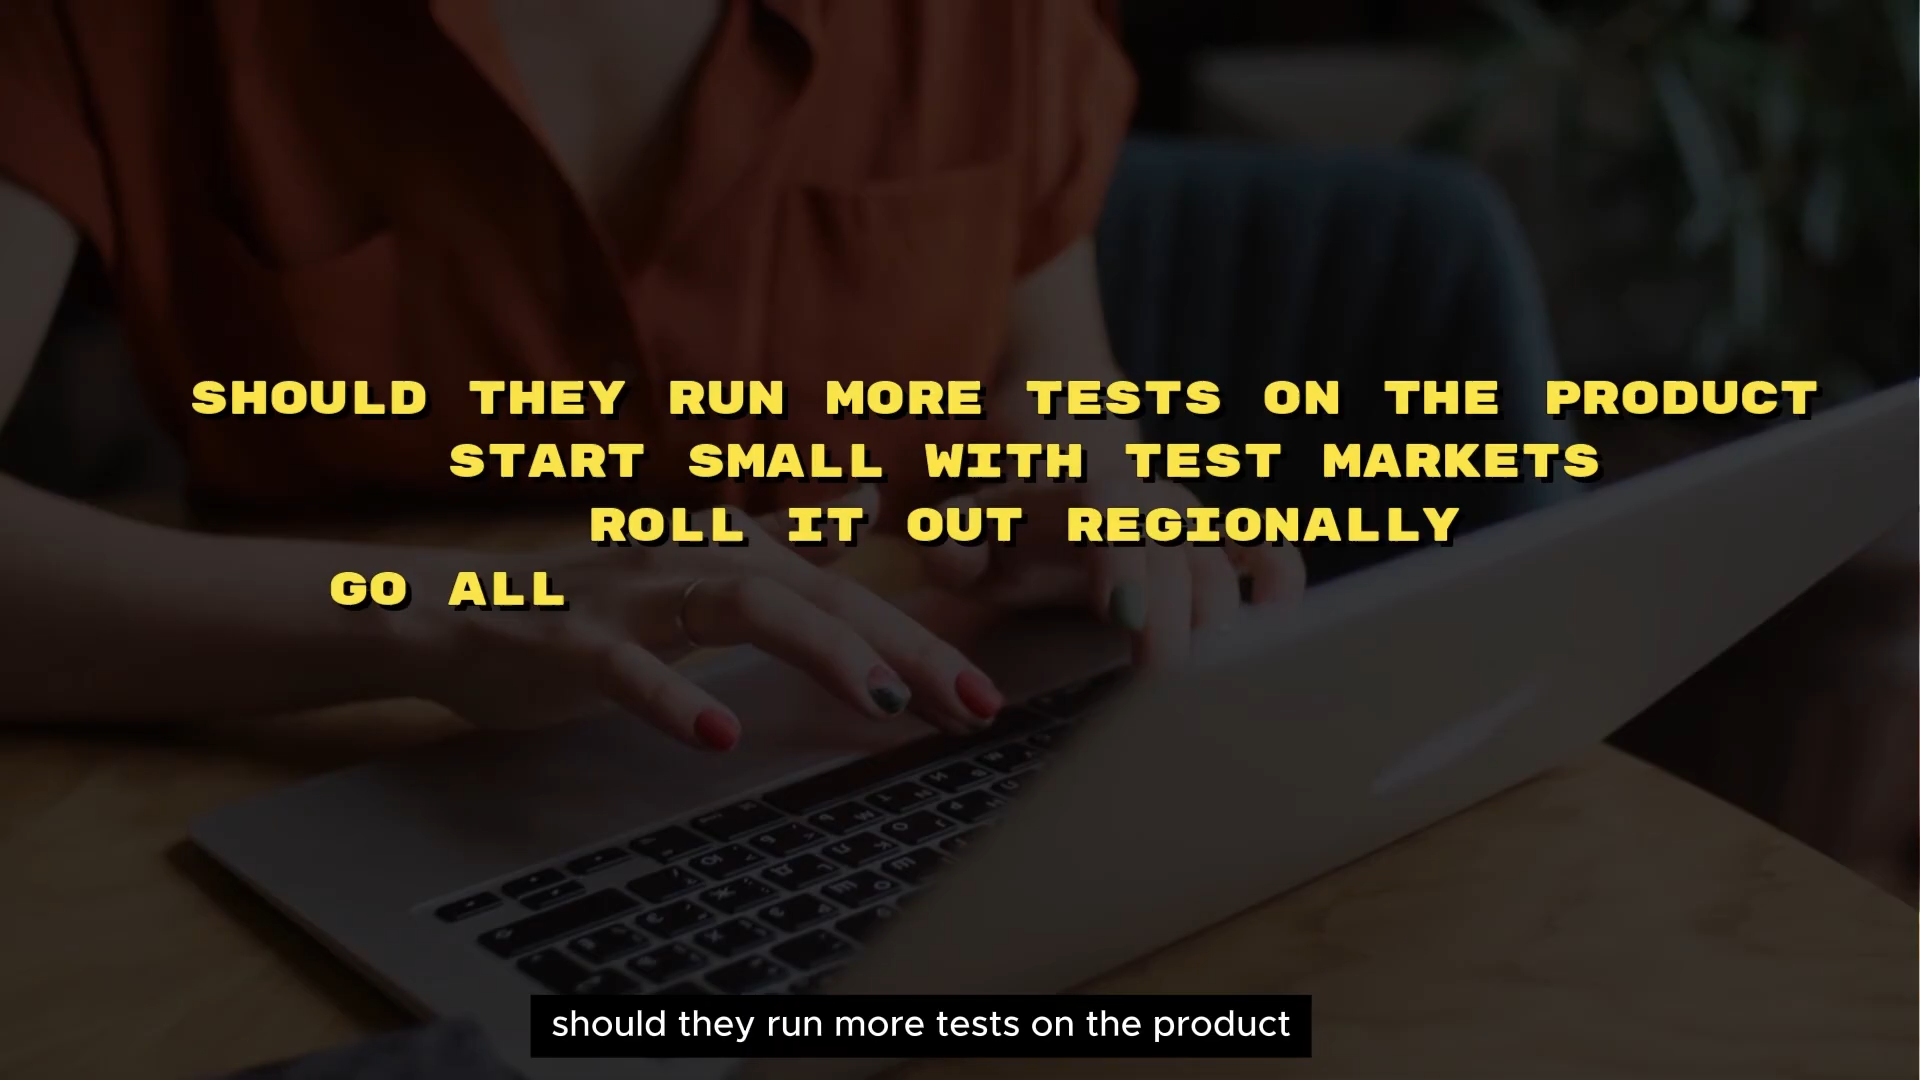 SHOULD THEY RUN MORE TESTS ON THE PRODUCT
START SMALL WITH TEST MARKETS
ROLL IT OUT REGIONALLY
GO ALL
should they run more tests on the product